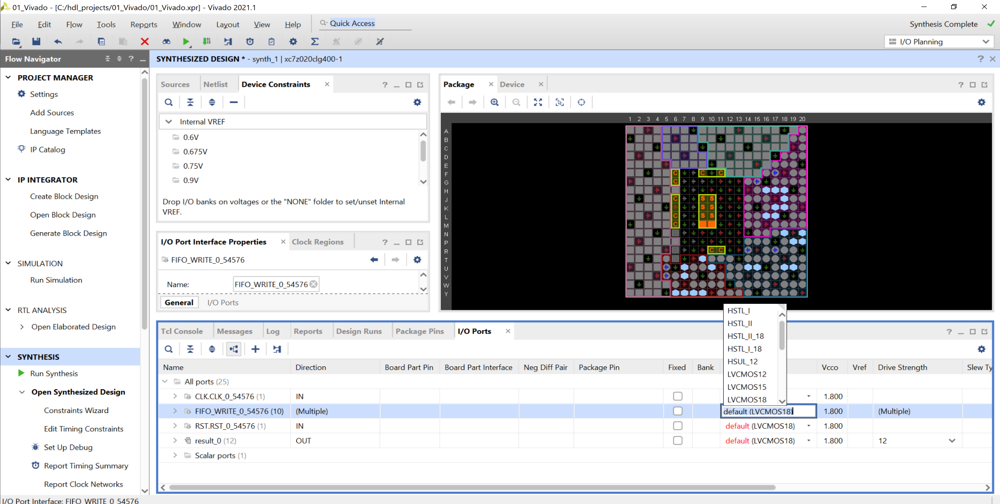 01_Vivado - [C:/hdl_projects/01_Vivado/01_Vivado.xpr] - Vivado 2021.1
File Edit Flow Tools Reports Window Layout View Help Quick Access
Synthesis Complete
I/O Planning
Flow Navigator
SYNTHESIZED DESIGN * - synth_1 | xc7z020clg400-1
PROJECT MANAGER
Settings
Add Sources
Language Templates
IP Catalog
IP INTEGRATOR
Create Block Design
Open Block Design
Generate Block Design
SIMULATION
Run Simulation
RTL ANALYSIS
Open Elaborated Design
SYNTHESIS
Run Synthesis
Open Synthesized Design
Constraints Wizard
Edit Timing Constraints
Set Up Debug
Report Timing Summary
Report Clock Networks
Sources Netlist Device Constraints
Internal VREF
0.6V
0.675V
0.75V
0.9V
Drop I/O banks on voltages or the "NONE" folder to set/unset Internal
VREF.
I/O Port Interface Properties Clock Regions
FIFO_WRITE_0_54576
Name: FIFO_WRITE_0_54576
General I/O Ports
Package Device
1 2 3 4 5 6 7 8 9 10 11 12 13 14 15 16 17 18 19 20
A
B
C
D
E
F C C C
G C
H
J C S S
K S S
L C S S
M C
N
P
R C C
T
U
V
W
Y
Tcl Console Messages Log Reports Design Runs Package Pins I/O Ports
HSTL_I
HSTL_II
HSTL_II_18
HSTL_I_18
HSUL_12
LVCMOS12
LVCMOS15
LVCMOS18
Name Direction Board Part Pin Board Part Interface Neg Diff Pair Package Pin Fixed Bank Vcco Vref Drive Strength Slew Ty
All ports (25)
CLK.CLK_0_54576 (1) IN 1.800
FIFO_WRITE_0_54576 (10) (Multiple) default (LVCMOS18) 1.800 (Multiple)
RST.RST_0_54576 (1) IN default (LVCMOS18) 1.800
result_0 (12) OUT default (LVCMOS18) 1.800 12
Scalar ports (1)
I/O Port Interface: FIFO_WRITE_0_54576